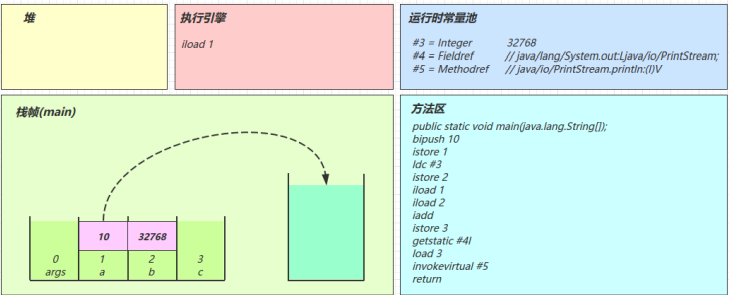 堆
执行引擎
iload 1
运行时常量池
#3 = Integer 32768
#4 = Fieldref // java/lang/System.out:Ljava/io/PrintStream;
#5 = Methodref // java/io/PrintStream.println:(I)V
栈帧(main)
10 32768
0 1 2 3
args a b c
方法区
public static void main(java.lang.String[]);
bipush 10
istore 1
ldc #3
istore 2
iload 1
iload 2
iadd
istore 3
getstatic #4I
load 3
invokevirtual #5
return